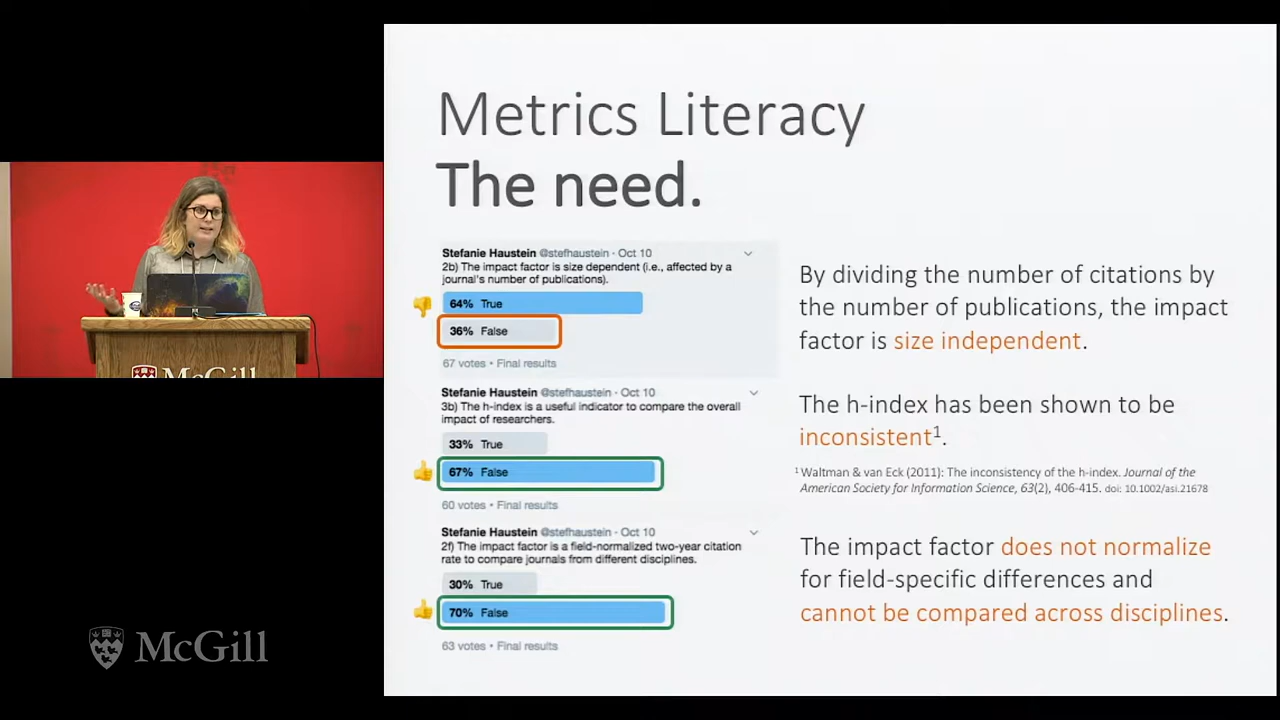 Metrics Literacy
The need.
Stefanie Haustein @stefhaustein · Oct 10
2b) The impact factor is size dependent (i.e., affected by a
journal's number of publications).
64% True
36% False
67 votes • Final results
By dividing the number of citations by
the number of publications, the impact
factor is size independent.
Stefanie Haustein @stefhaustein · Oct 10
3b) The h-index is a useful indicator to compare the overall
impact of researchers.
33% True
67% False
60 votes • Final results
The h-index has been shown to be
inconsistent¹.
¹ Waltman & van Eck (2011): The inconsistency of the h-index. Journal of the
American Society for Information Science, 63(2), 406-415. doi: 10.1002/asi.21678
Stefanie Haustein @stefhaustein · Oct 10
2f) The impact factor is a field-normalized two-year citation
rate to compare journals from different disciplines.
30% True
70% False
63 votes • Final results
The impact factor does not normalize
for field-specific differences and
cannot be compared across disciplines.
McGill
McGill